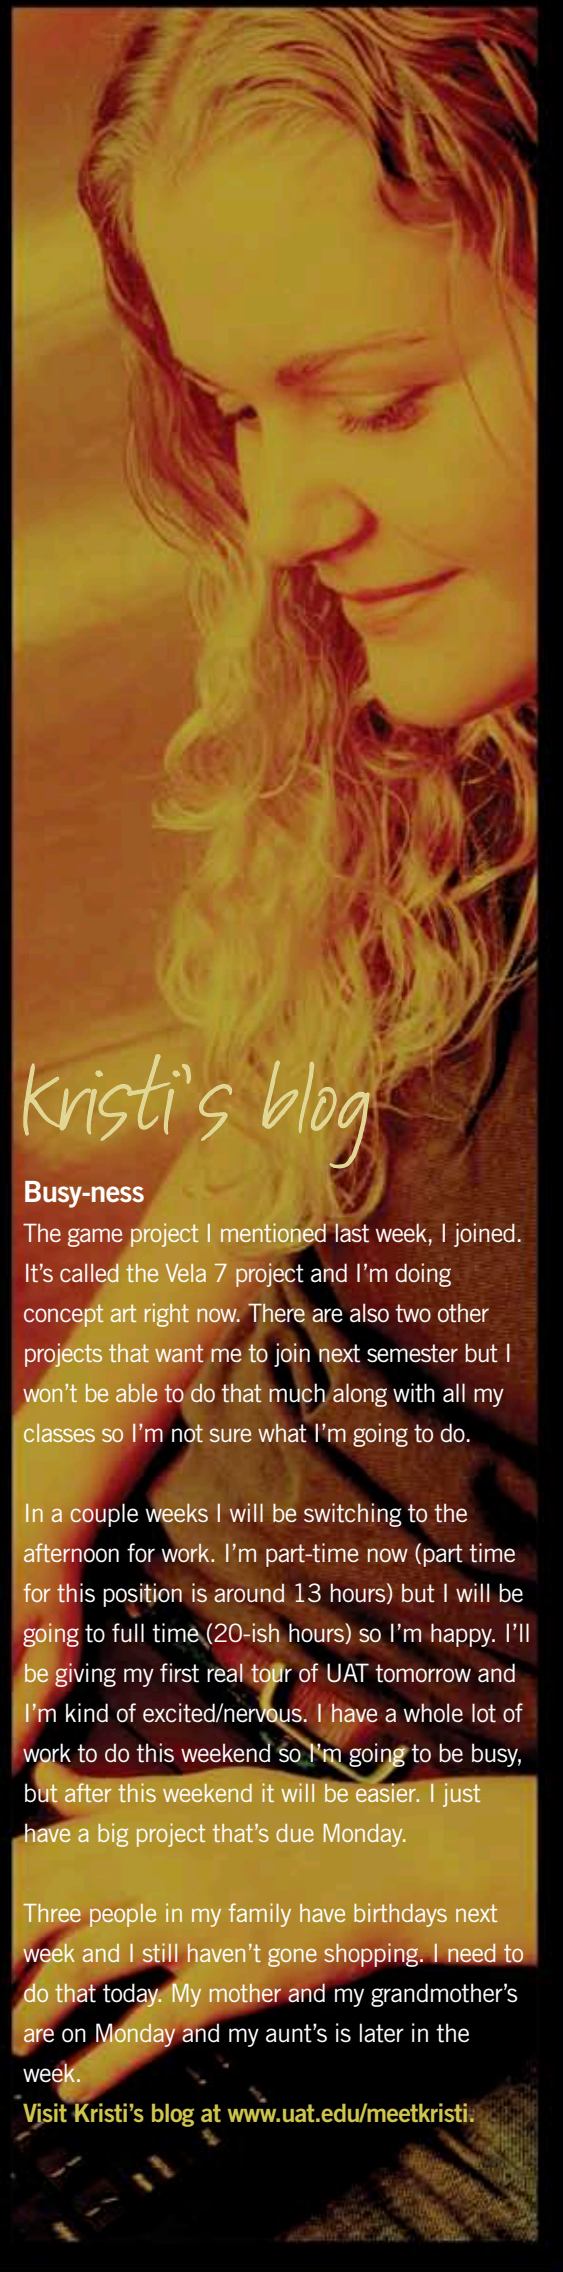 Kristi's blog
Busy-ness
The game project I mentioned last week, I joined.
It's called the Vela 7 project and I'm doing
concept art right now. There are also two other
projects that want me to join next semester but I
won't be able to do that much along with all my
classes so I'm not sure what I'm going to do.
In a couple weeks I will be switching to the
afternoon for work. I'm part-time now (part time
for this position is around 13 hours) but I will be
going to full time (20-ish hours) so I'm happy. I'll
be giving my first real tour of UAT tomorrow and
I'm kind of excited/nervous. I have a whole lot of
work to do this weekend so I'm going to be busy,
but after this weekend it will be easier. I just
have a big project that's due Monday.
Three people in my family have birthdays next
week and I still haven't gone shopping. I need to
do that today. My mother and my grandmother's
are on Monday and my aunt's is later in the
week.
Visit Kristi's blog at www.uat.edu/meetkristi.